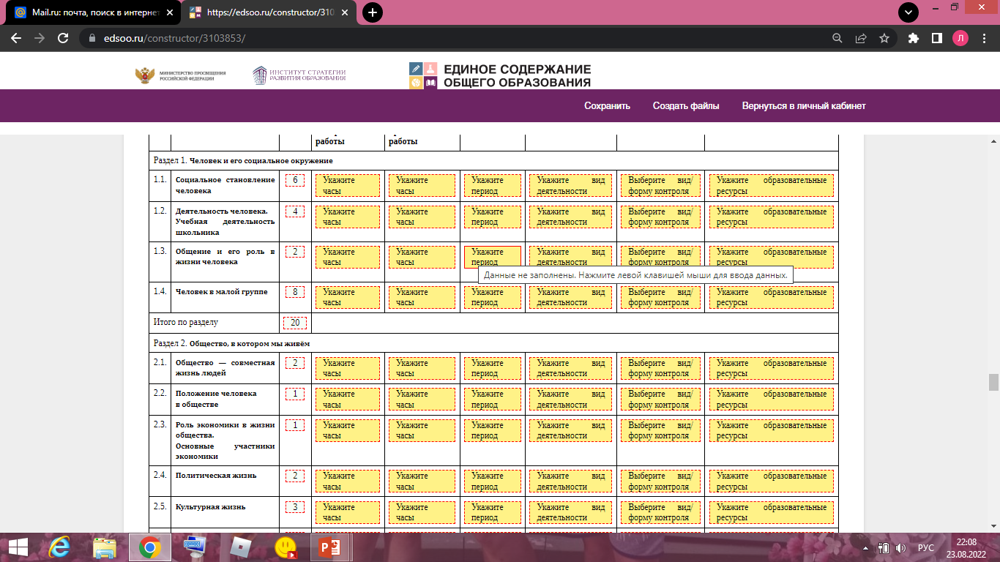 Mail.ru: почта, поиск в интернет
https://edsoo.ru/constructor/310
edsoo.ru/constructor/3103853/
Л
МИНИСТЕРСТВО ПРОСВЕЩЕНИЯ
РОССИЙСКОЙ ФЕДЕРАЦИИ
ИНСТИТУТ СТРАТЕГИИ
РАЗВИТИЯ ОБРАЗОВАНИЯ
ЕДИНОЕ СОДЕРЖАНИЕ
ОБЩЕГО ОБРАЗОВАНИЯ
Сохранить Создать файлы Вернуться в личный кабинет
работы работы
Раздел 1. Человек и его социальное окружение
1.1. Социальное становление 6 Укажите Укажите Укажите Укажите вид Выберите вид/ Укажите образовательные
человека часы часы период деятельности форму контроля ресурсы
1.2. Деятельность человека. 4 Укажите Укажите Укажите Укажите вид Выберите вид/ Укажите образовательные
Учебная деятельность часы часы период деятельности форму контроля ресурсы
школьника
1.3. Общение и его роль в 2 Укажите Укажите Укажите Укажите вид Выберите вид/ Укажите образовательные
жизни человека часы часы период деятельности форму контроля ресурсы
Данные не заполнены. Нажмите левой клавишей мыши для ввода данных.
1.4. Человек в малой группе 8 Укажите Укажите Укажите Укажите вид Выберите вид/ Укажите образовательные
часы часы период деятельности форму контроля ресурсы
Итого по разделу 20
Раздел 2. Общество, в котором мы живём
2.1. Общество — совместная 2 Укажите Укажите Укажите Укажите вид Выберите вид/ Укажите образовательные
жизнь людей часы часы период деятельности форму контроля ресурсы
2.2. Положение человека 1 Укажите Укажите Укажите Укажите вид Выберите вид/ Укажите образовательные
в обществе часы часы период деятельности форму контроля ресурсы
2.3. Роль экономики в жизни 1 Укажите Укажите Укажите Укажите вид Выберите вид/ Укажите образовательные
общества. часы часы период деятельности форму контроля ресурсы
Основные участники
экономики
2.4. Политическая жизнь 2 Укажите Укажите Укажите Укажите вид Выберите вид/ Укажите образовательные
часы часы период деятельности форму контроля ресурсы
2.5. Культурная жизнь 3 Укажите Укажите Укажите Укажите вид Выберите вид/ Укажите образовательные
часы часы период деятельности форму контроля ресурсы
РУС
22:08
23.08.2022